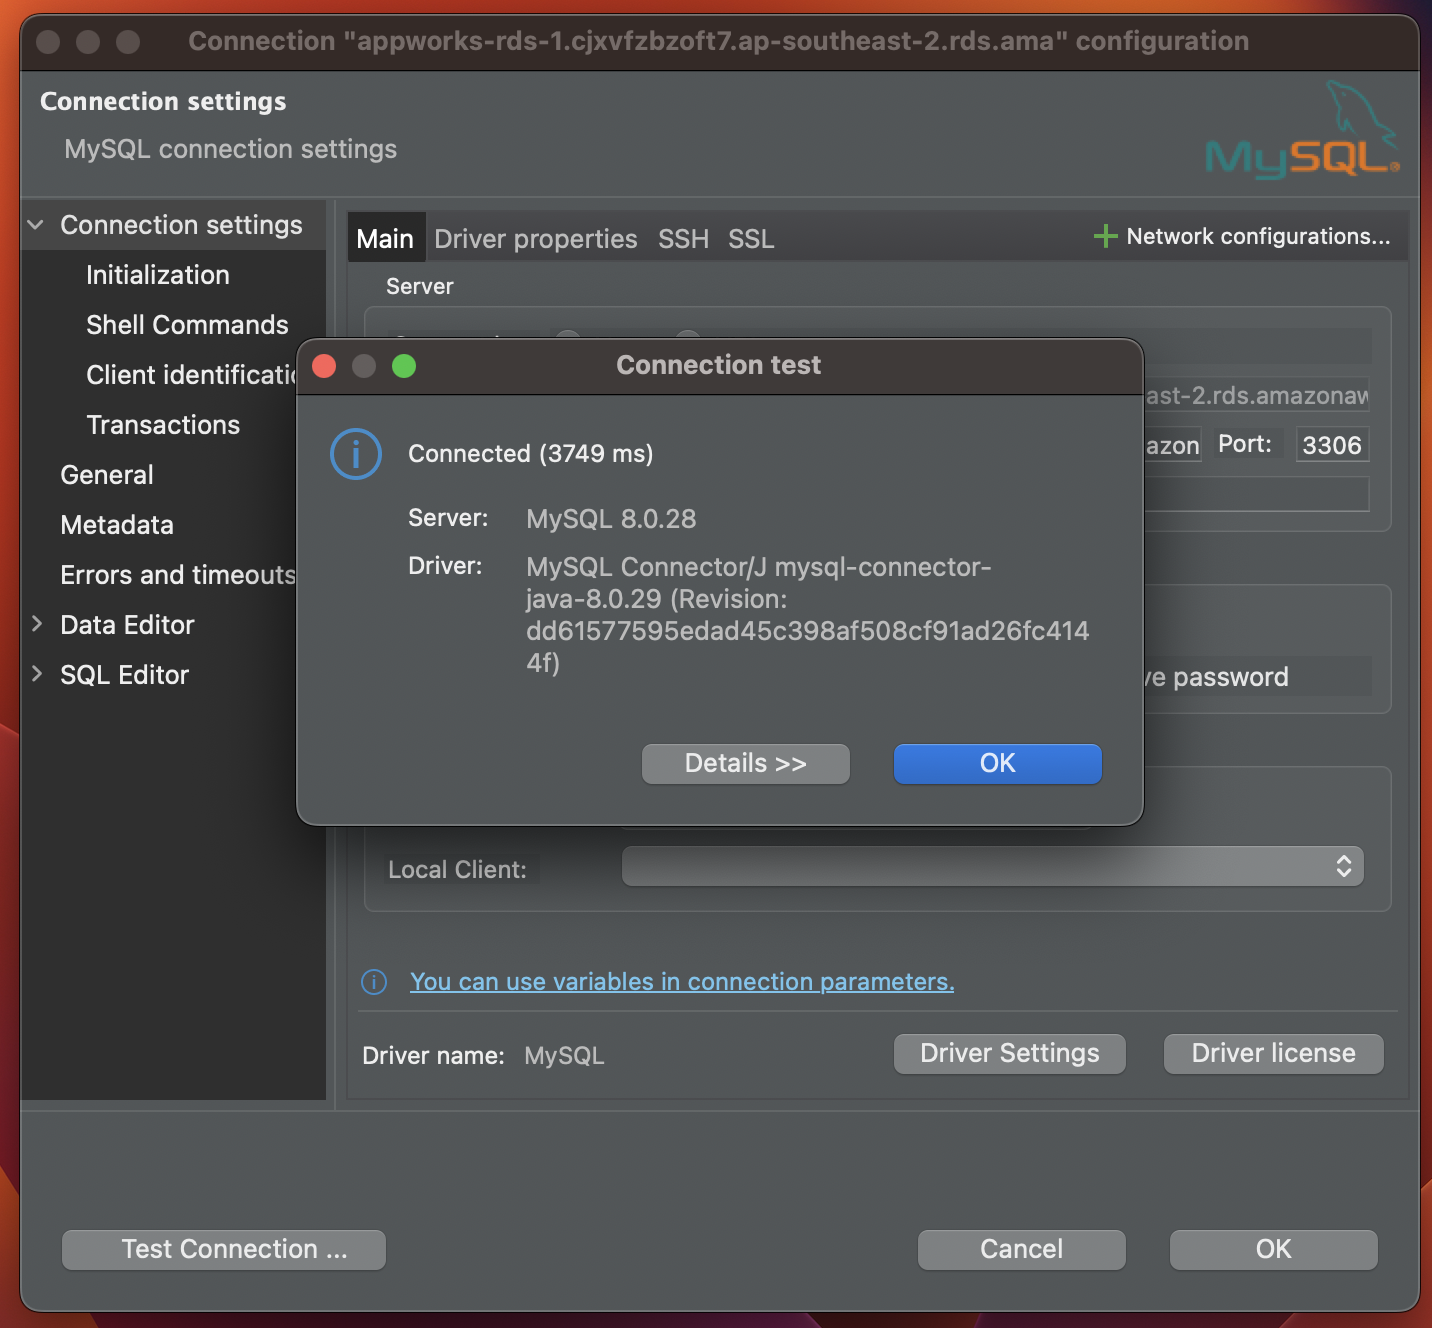 Connection "appworks-rds-1.cjxvfzbzoft7.ap-southeast-2.rds.ama" configuration
Connection settings
MySQL connection settings
MySQL
Connection settings
Initialization
Shell Commands
Client identificatio
Transactions
General
Metadata
Errors and timeouts
Data Editor
SQL Editor
Main
Driver properties
SSH
SSL
Network configurations...
Server
ast-2.rds.amazonaw
azon
Port:
3306
ve password
Connection test
Connected (3749 ms)
Server:
MySQL 8.0.28
Driver:
MySQL Connector/J mysql-connector-
java-8.0.29 (Revision:
dd61577595edad45c398af508cf91ad26fc414
4f)
Details >>
OK
Local Client:
You can use variables in connection parameters.
Driver name:
MySQL
Driver Settings
Driver license
Test Connection ...
Cancel
OK